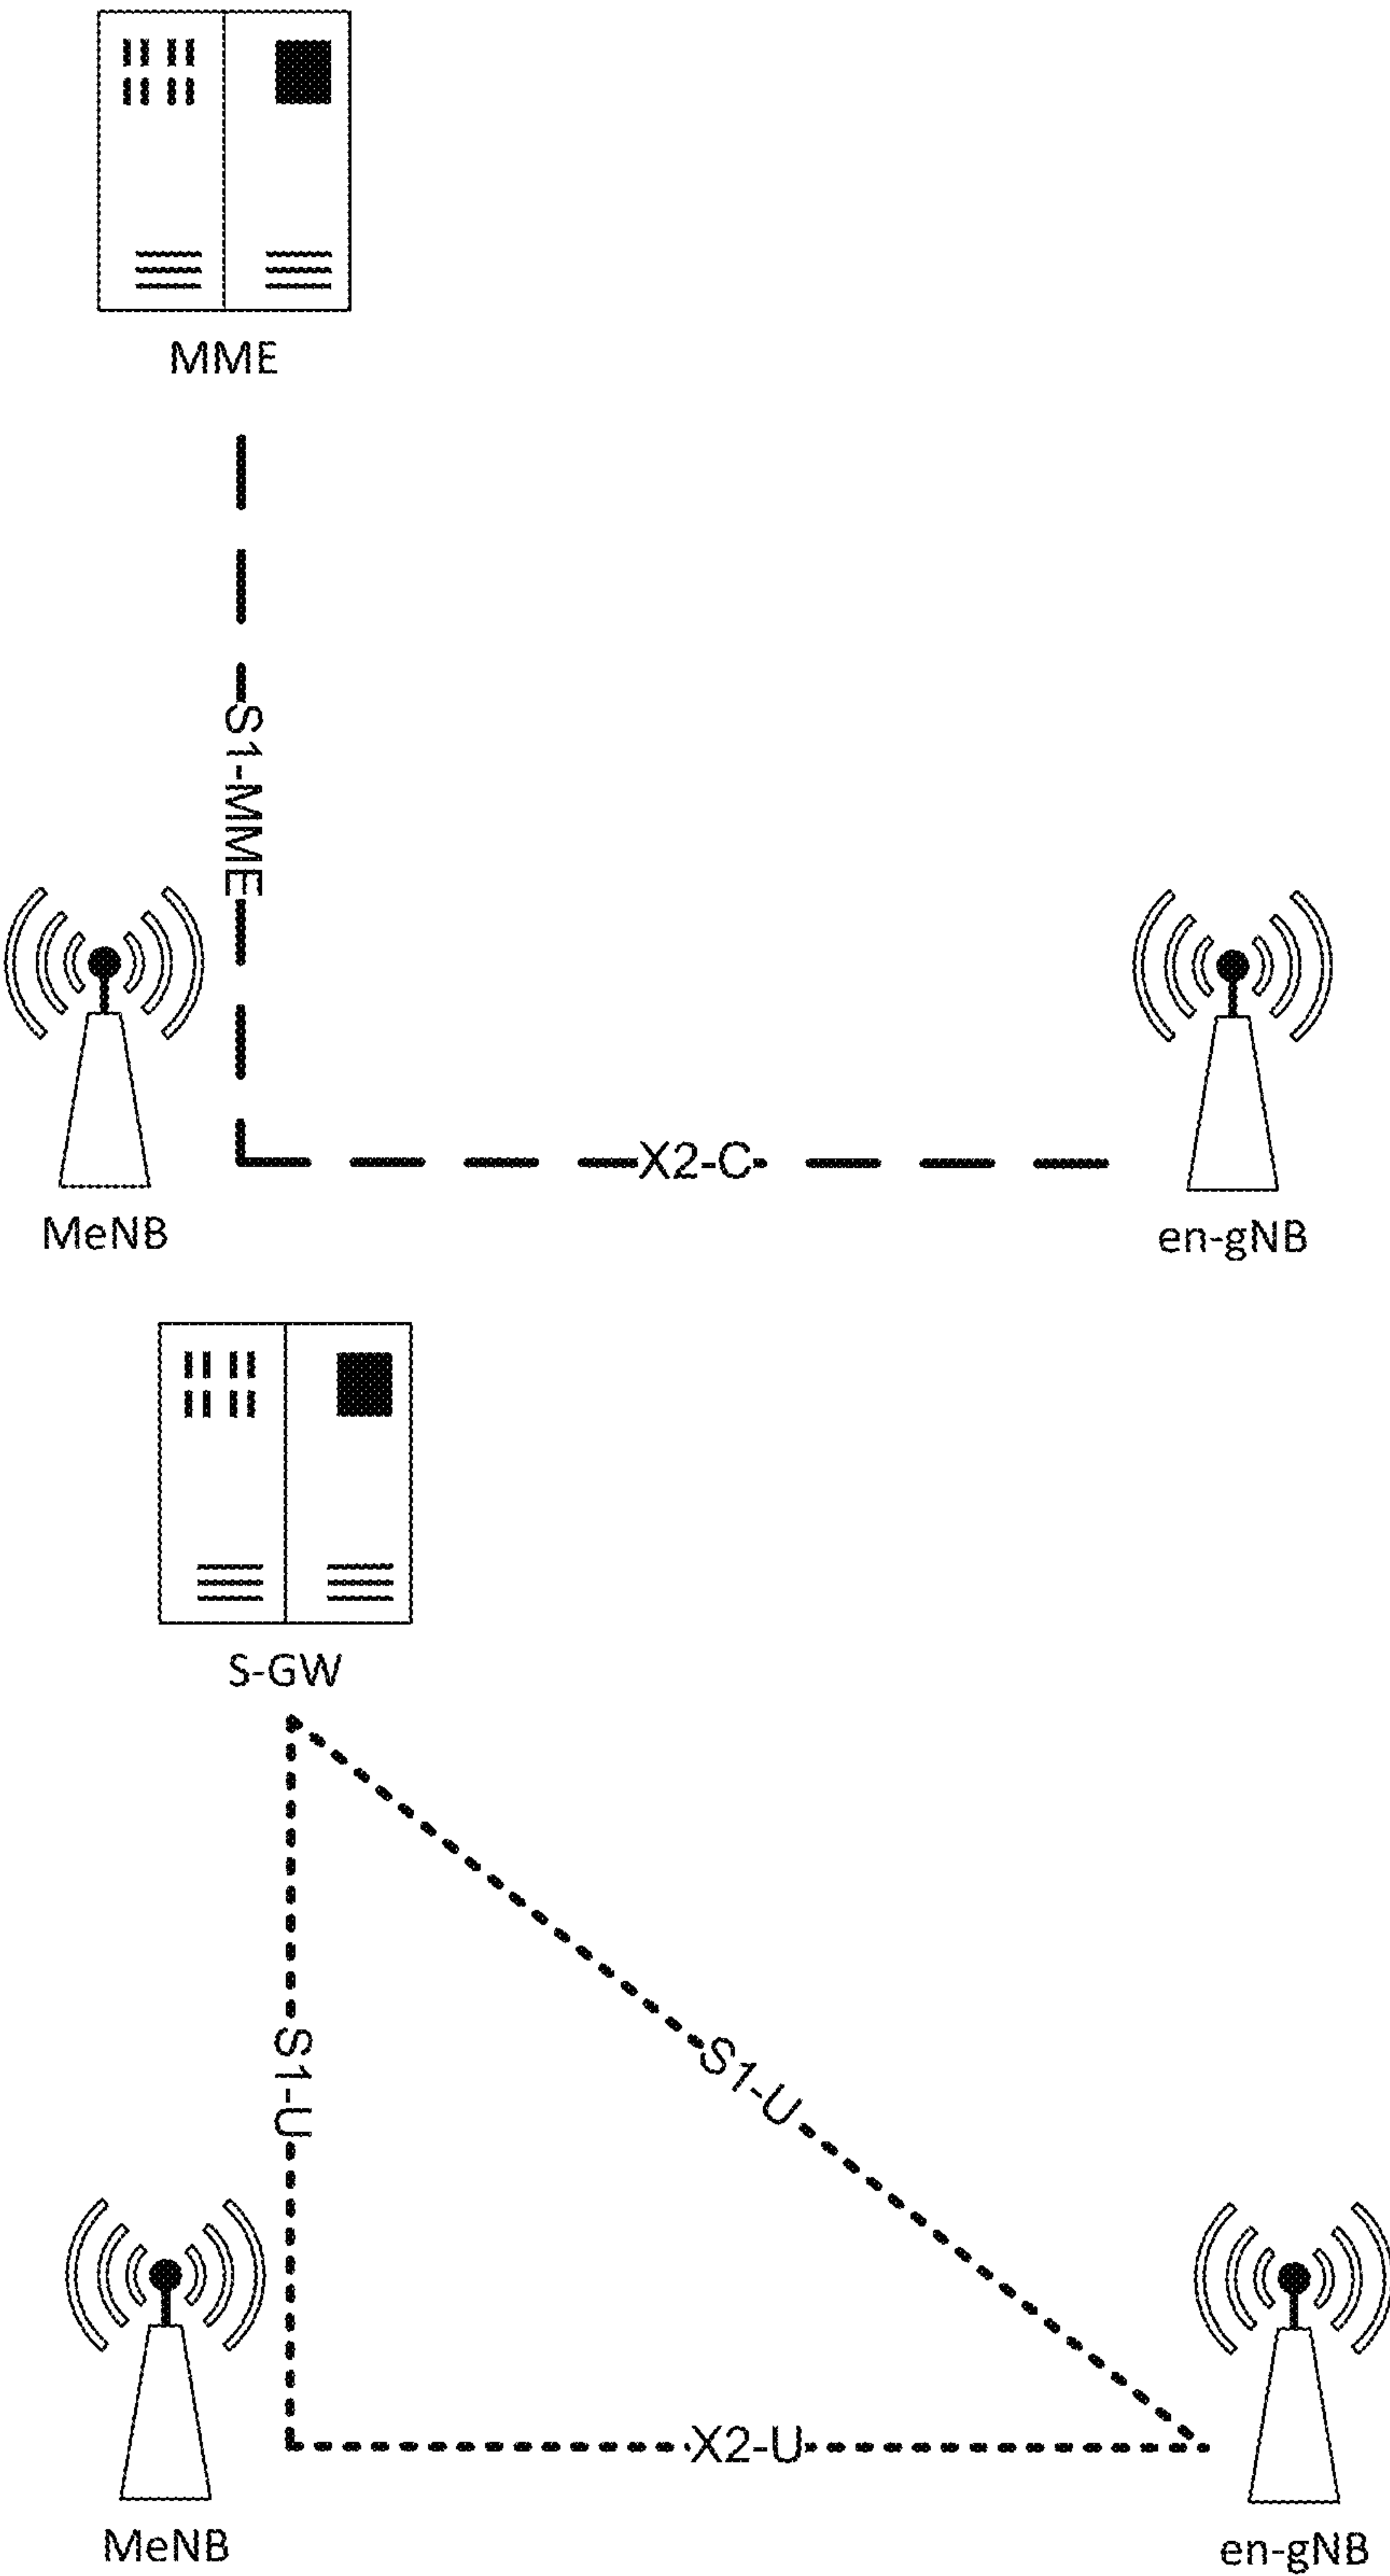 MME
S1-MME
X2-C
MeNB
en-gNB
S-GW
S1-U
S1-U
X2-U
MeNB
en-gNB